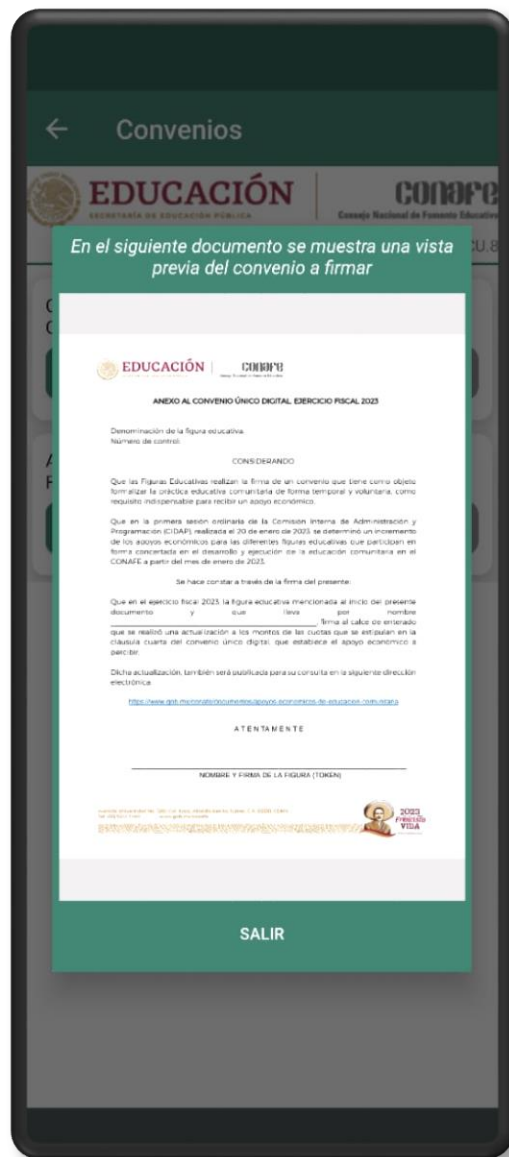 ← Convenios
EDUCACIÓN
SECRETARÍA DE EDUCACIÓN PÚBLICA
CONAFE
Consejo Nacional de Fomento Educativo
CU.8
En el siguiente documento se muestra una vista
previa del convenio a firmar
EDUCACIÓN
CONAFE
ANEXO AL CONVENIO ÚNICO DIGITAL, EJERCICIO FISCAL 2023
Denominación de la figura educativa:
Número de control:
CONSIDERANDO
Que las Figuras Educativas realizan la firma de un convenio que tiene como objeto
formalizar la práctica educativa comunitaria de forma temporal y voluntaria, como
requisito indispensable para recibir un apoyo económico.
Que en la primera sesión ordinaria de la Comisión Interna de Administración y
Programación (CIDAP), realizada el 20 de enero de 2023, se determinó un incremento
de los apoyos económicos para las diferentes figuras educativas que participan en
forma concertada en el desarrollo y ejecución de la educación comunitaria en el
CONAFE a partir del mes de enero de 2023.
Se hace constar a través de la firma del presente:
Que en el ejercicio fiscal 2023, la figura educativa mencionada al inicio del presente
documento y que lleva por nombre
, firma al calce de enterado
que se realizó una actualización a los montos de las cuotas que se estipulan en la
cláusula cuarta del convenio único digital, que establece el apoyo económico a
percibir.
Dicha actualización, también será publicada para su consulta en la siguiente dirección
electrónica:
https://www.gob.mx/conafe/documentos/apoyos-economicos-de-educacion-comunitaria
A T E N T A M E N T E
NOMBRE Y FIRMA DE LA FIGURA (TOKEN)
2023
Francisco
VILLA
SALIR